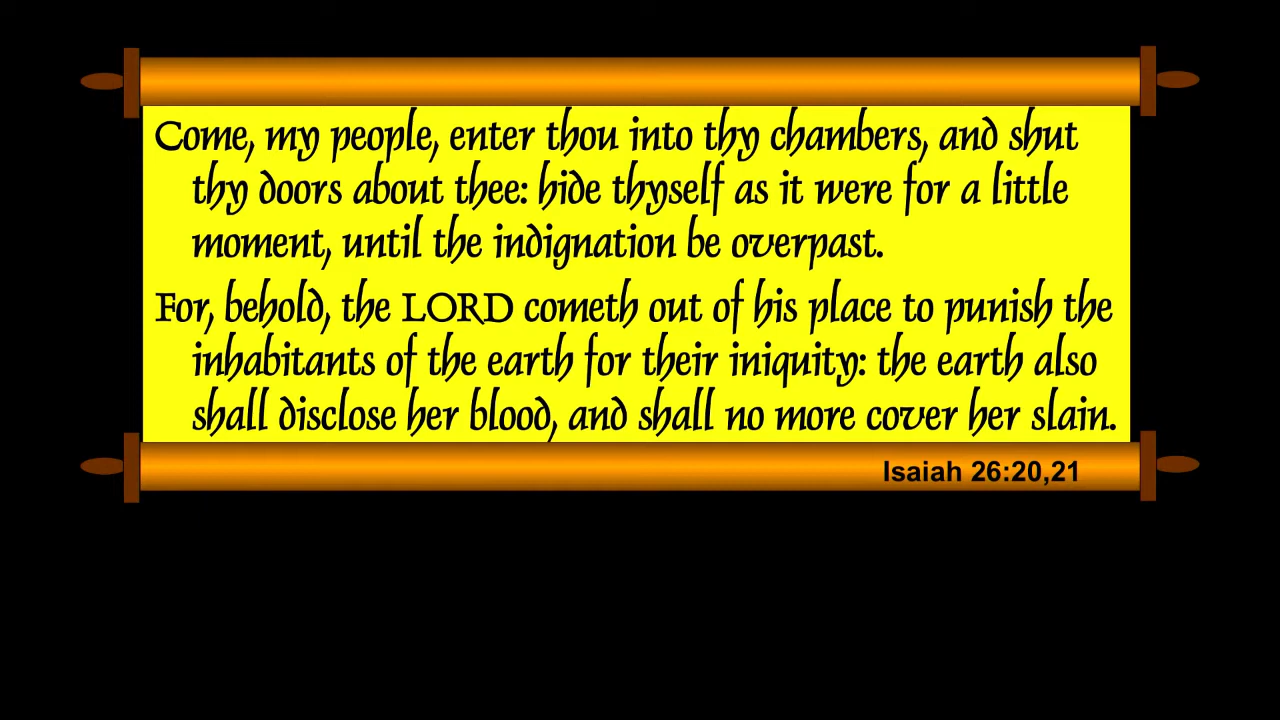 Come, my people, enter thou into thy chambers, and shut
thy doors about thee: hide thyself as it were for a little
moment, until the indignation be overpast.
For, behold, the LORD cometh out of his place to punish the
inhabitants of the earth for their iniquity: the earth also
shall disclose her blood, and shall no more cover her slain.
Isaiah 26:20,21